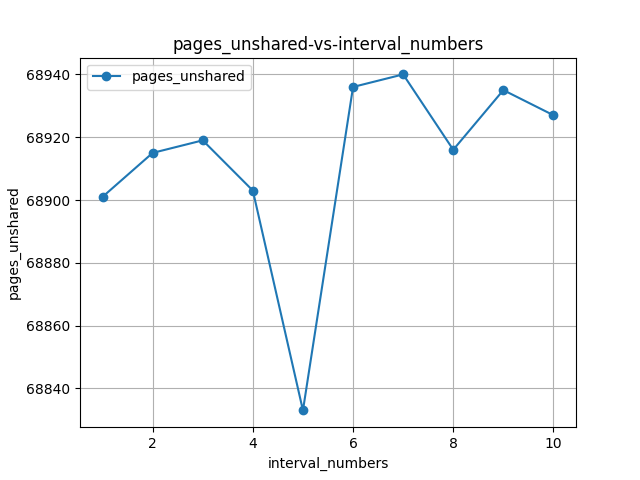 pages_unshared-vs-interval_numbers
pages_unshared
68940
68920
68900
68880
68860
68840
pages_unshared
2 4 6 8 10
interval_numbers